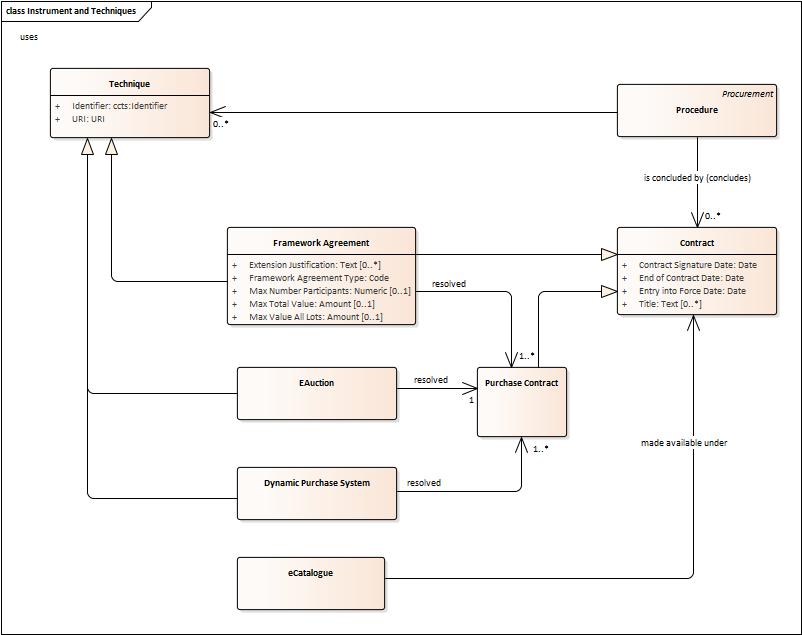 class Instrument and Techniques
uses
Technique
+ Identifier: ccts:Identifier
+ URI: URI
Procurement
Procedure
0..*
is concluded by (concludes)
0..*
Framework Agreement
+ Extension Justification: Text [0..*]
+ Framework Agreement Type: Code
+ Max Number Participants: Numeric [0..1]
+ Max Total Value: Amount [0..1]
+ Max Value All Lots: Amount [0..1]
Contract
+ Contract Signature Date: Date
+ End of Contract Date: Date
+ Entry into Force Date: Date
+ Title: Text [0..*]
resolved
1..*
EAuction
resolved
1
Purchase Contract
made available under
1..*
Dynamic Purchase System
resolved
eCatalogue